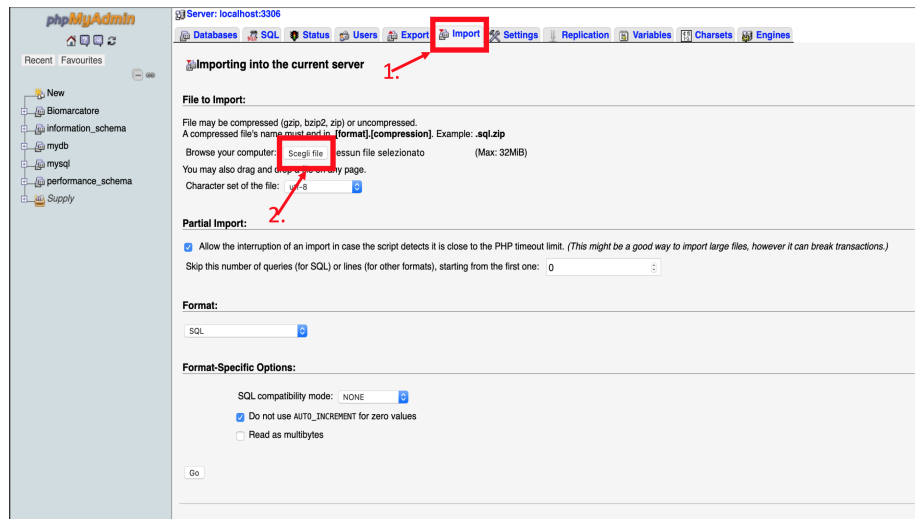 phpMyAdmin
Recent Favourites
New
Biomarcatore
information_schema
mydb
mysql
performance_schema
Supply
Server: localhost:3306
Databases SQL Status Users Export Import Settings Replication Variables Charsets Engines
1.
Importing into the current server
File to Import:
File may be compressed (gzip, bzip2, zip) or uncompressed.
A compressed file's name must end in .[format].[compression]. Example: .sql.zip
Browse your computer: Scegli file essun file selezionato (Max: 32MiB)
You may also drag and drop a file on any page.
Character set of the file: utf-8
2.
Partial Import:
Allow the interruption of an import in case the script detects it is close to the PHP timeout limit. (This might be a good way to import large files, however it can break transactions.)
Skip this number of queries (for SQL) or lines (for other formats), starting from the first one: 0
Format:
SQL
Format-Specific Options:
SQL compatibility mode: NONE
Do not use AUTO_INCREMENT for zero values
Read as multibytes
Go